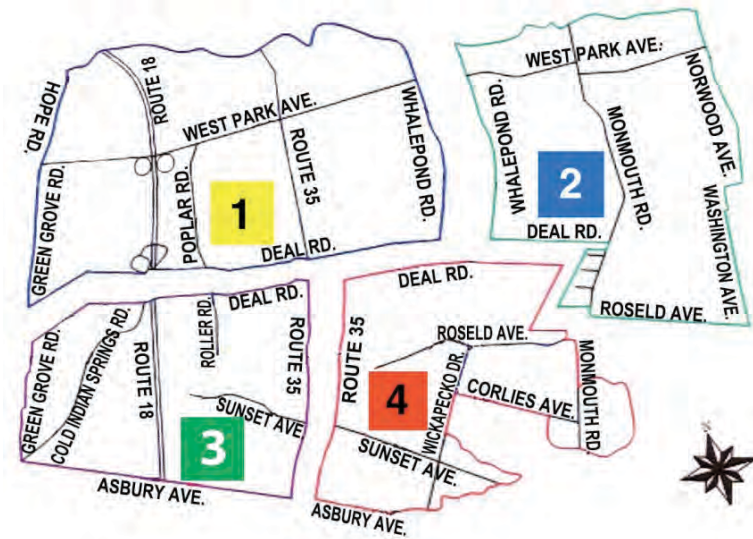 HOPE RD.
ROUTE 18
WEST PARK AVE.
GREEN GROVE RD.
POPLAR RD.
1
ROUTE 35
WHALEPOND RD.
DEAL RD.
WEST PARK AVE.
NORWOOD AVE.
WHALEPOND RD.
2
MONMOUTH RD.
WASHINGTON AVE.
DEAL RD.
ROSELD AVE.
GREEN GROVE RD.
COLD INDIAN SPRINGS RD.
ROUTE 18
ROLLER RD.
DEAL RD.
ROUTE 35
SUNSET AVE
3
ASBURY AVE.
DEAL RD.
ROUTE 35
ROSELD AVE.
4
WICKAPECKO DR.
CORLIES AVE.
MONMOUTH RD.
SUNSET AVE.
ASBURY AVE.